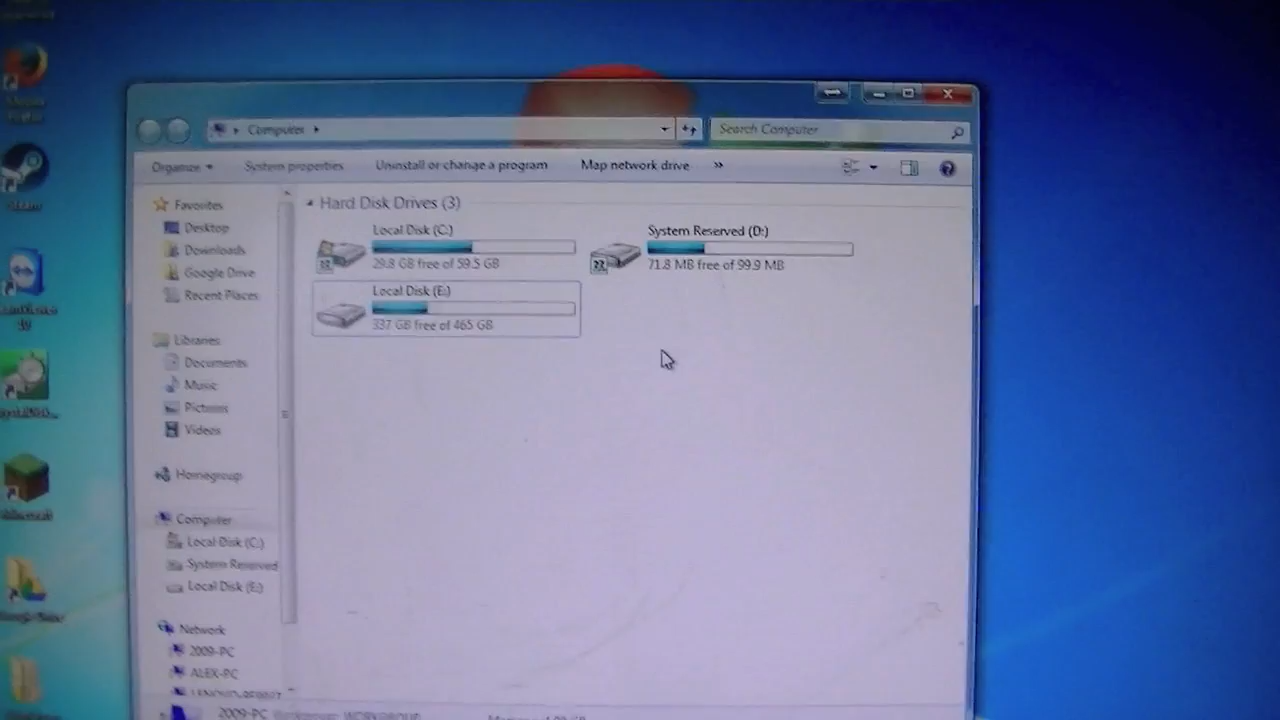 Computer
Search Computer
Organize
System properties
Uninstall or change a program
Map network drive
»
Favorites
Desktop
Downloads
Google Drive
Recent Places
Libraries
Documents
Music
Pictures
Videos
Homegroup
Computer
Local Disk (C:)
System Reserved
Local Disk (E:)
Network
2009-PC
ALEX-PC
Hard Disk Drives (3)
Local Disk (C:)
29.8 GB free of 59.5 GB
System Reserved (D:)
71.8 MB free of 99.9 MB
Local Disk (E:)
337 GB free of 465 GB
2009-PC
Steam